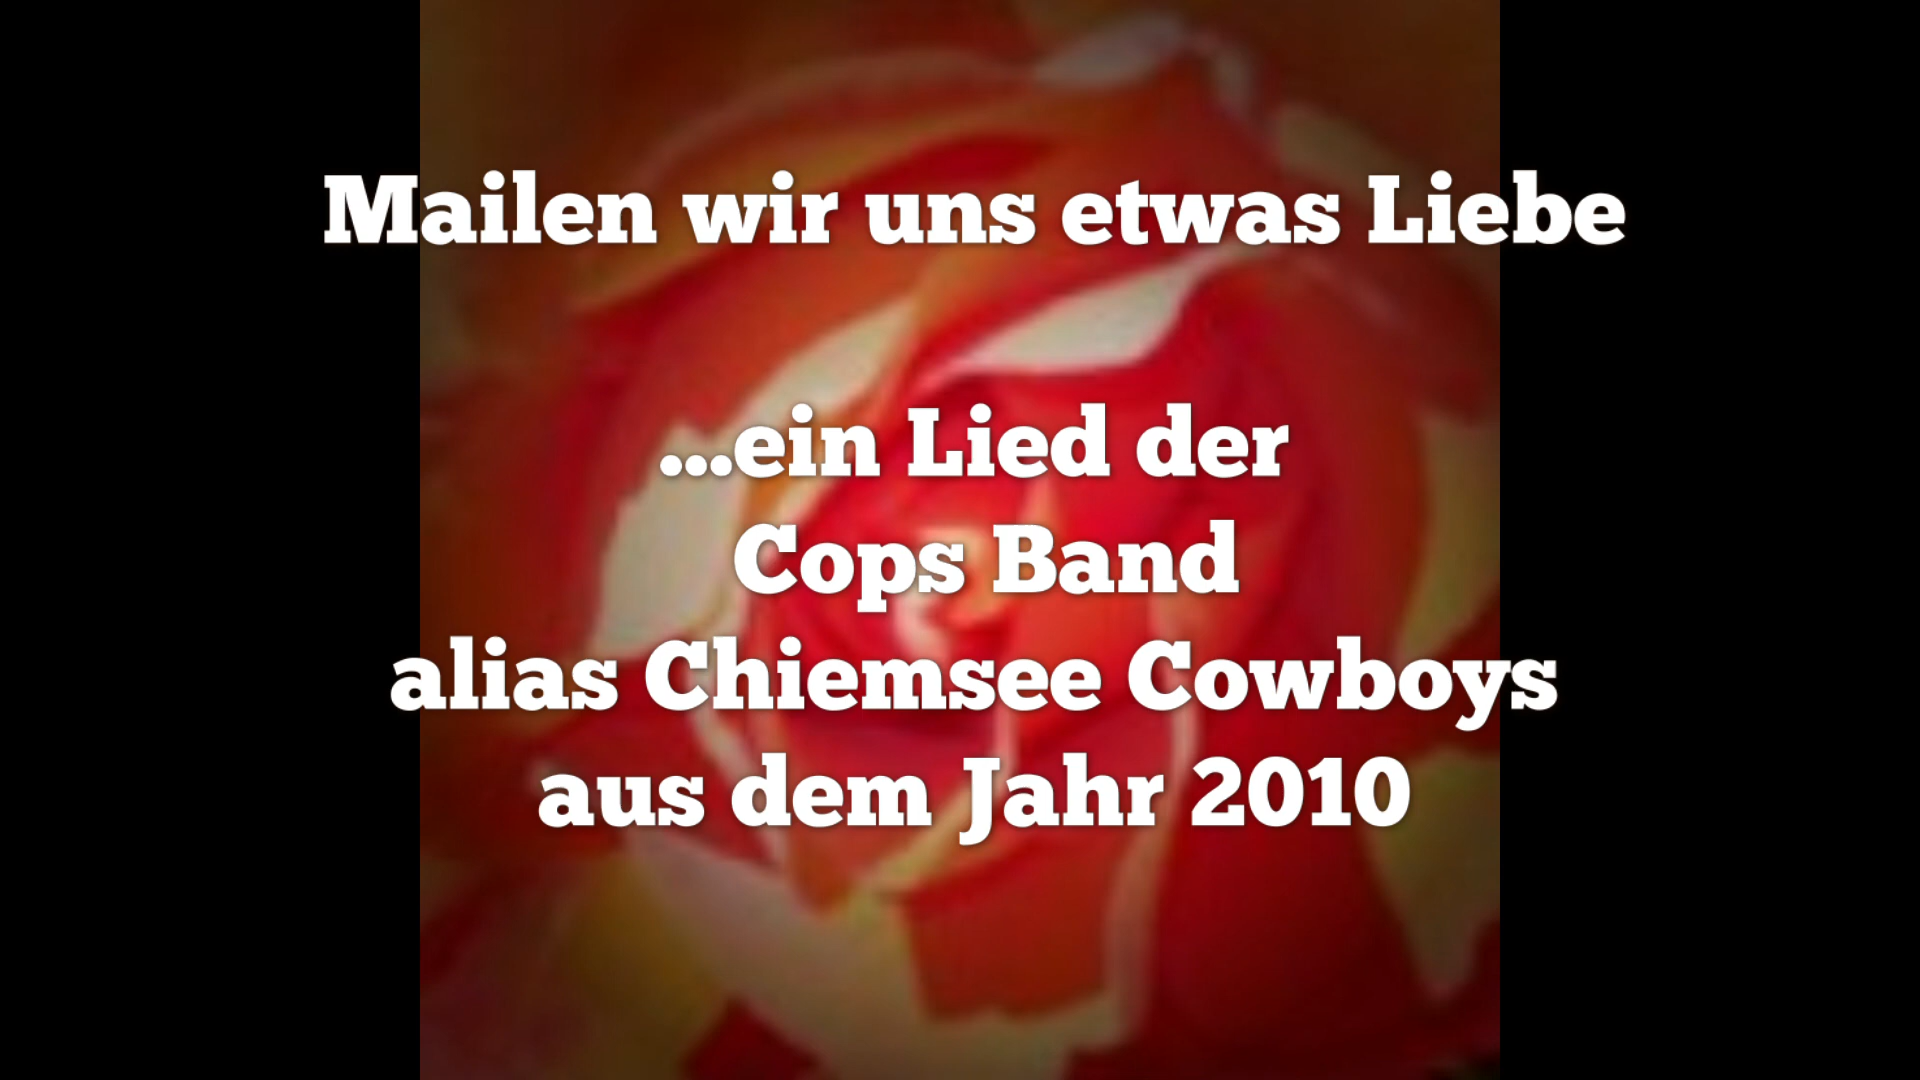 Mailen wir uns etwas Liebe
...ein Lied der
Cops Band
alias Chiemsee Cowboys
aus dem Jahr 2010